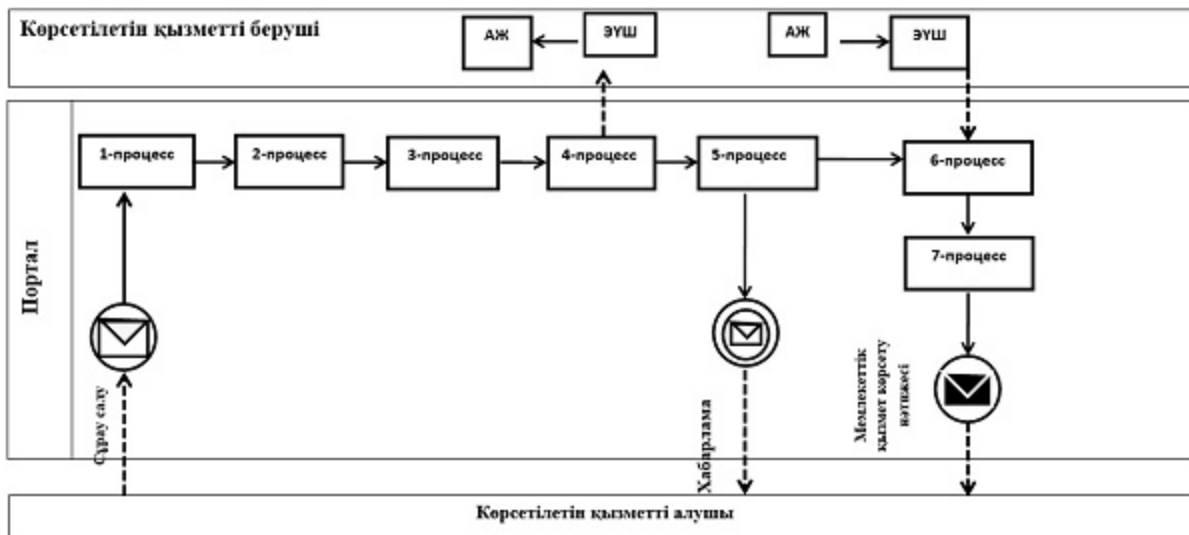 Көрсетілетін қызметті беруші
АЖ
ЭҮШ
АЖ
ЭҮШ
Портал
1-процесс
2-процесс
3-процесс
4-процесс
5-процесс
6-процесс
7-процесс
Сұрау салу
Хабарлама
Мемлекеттік
қызмет көрсету
нәтижесі
Көрсетілетін қызметті алушы